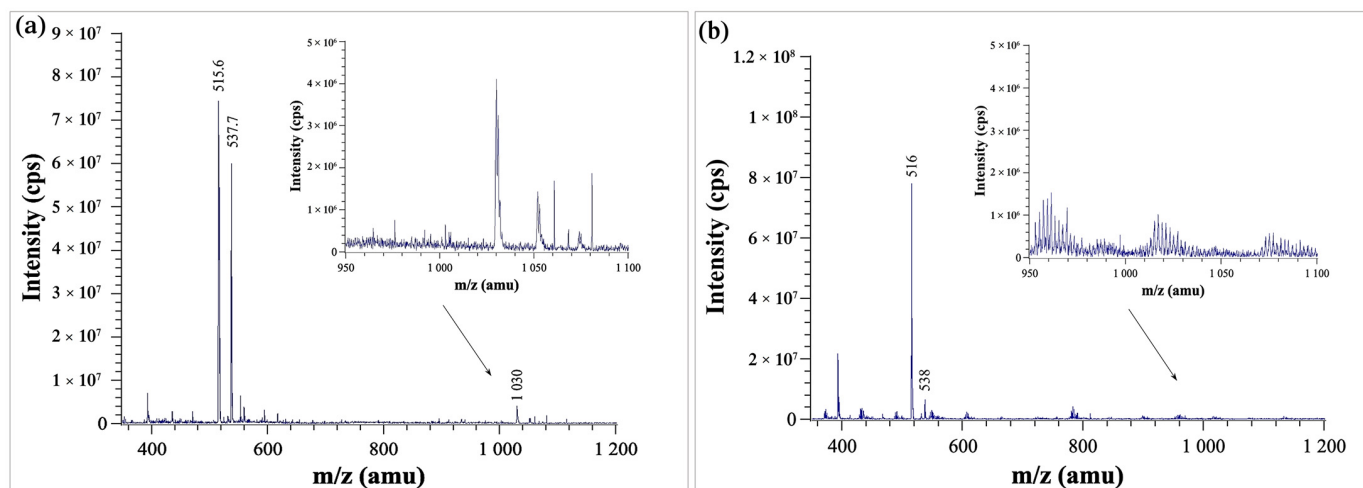 (a)
9 × 10⁷
8 × 10⁷
7 × 10⁷
6 × 10⁷
5 × 10⁷
4 × 10⁷
3 × 10⁷
2 × 10⁷
1 × 10⁷
0
Intensity (cps)
515.6
537.7
1 030
400
600
800
1 000
1 200
m/z (amu)
5 × 10⁶
4 × 10⁶
3 × 10⁶
2 × 10⁶
1 × 10⁶
0
Intensity (cps)
950
1 000
1 050
1 100
m/z (amu)
(b)
1.2 × 10⁸
1 × 10⁸
8 × 10⁷
6 × 10⁷
4 × 10⁷
2 × 10⁷
0
Intensity (cps)
516
538
400
600
800
1 000
1 200
m/z (amu)
5 × 10⁶
4 × 10⁶
3 × 10⁶
2 × 10⁶
1 × 10⁶
0
Intensity (cps)
950
1 000
1 050
1 100
m/z (amu)